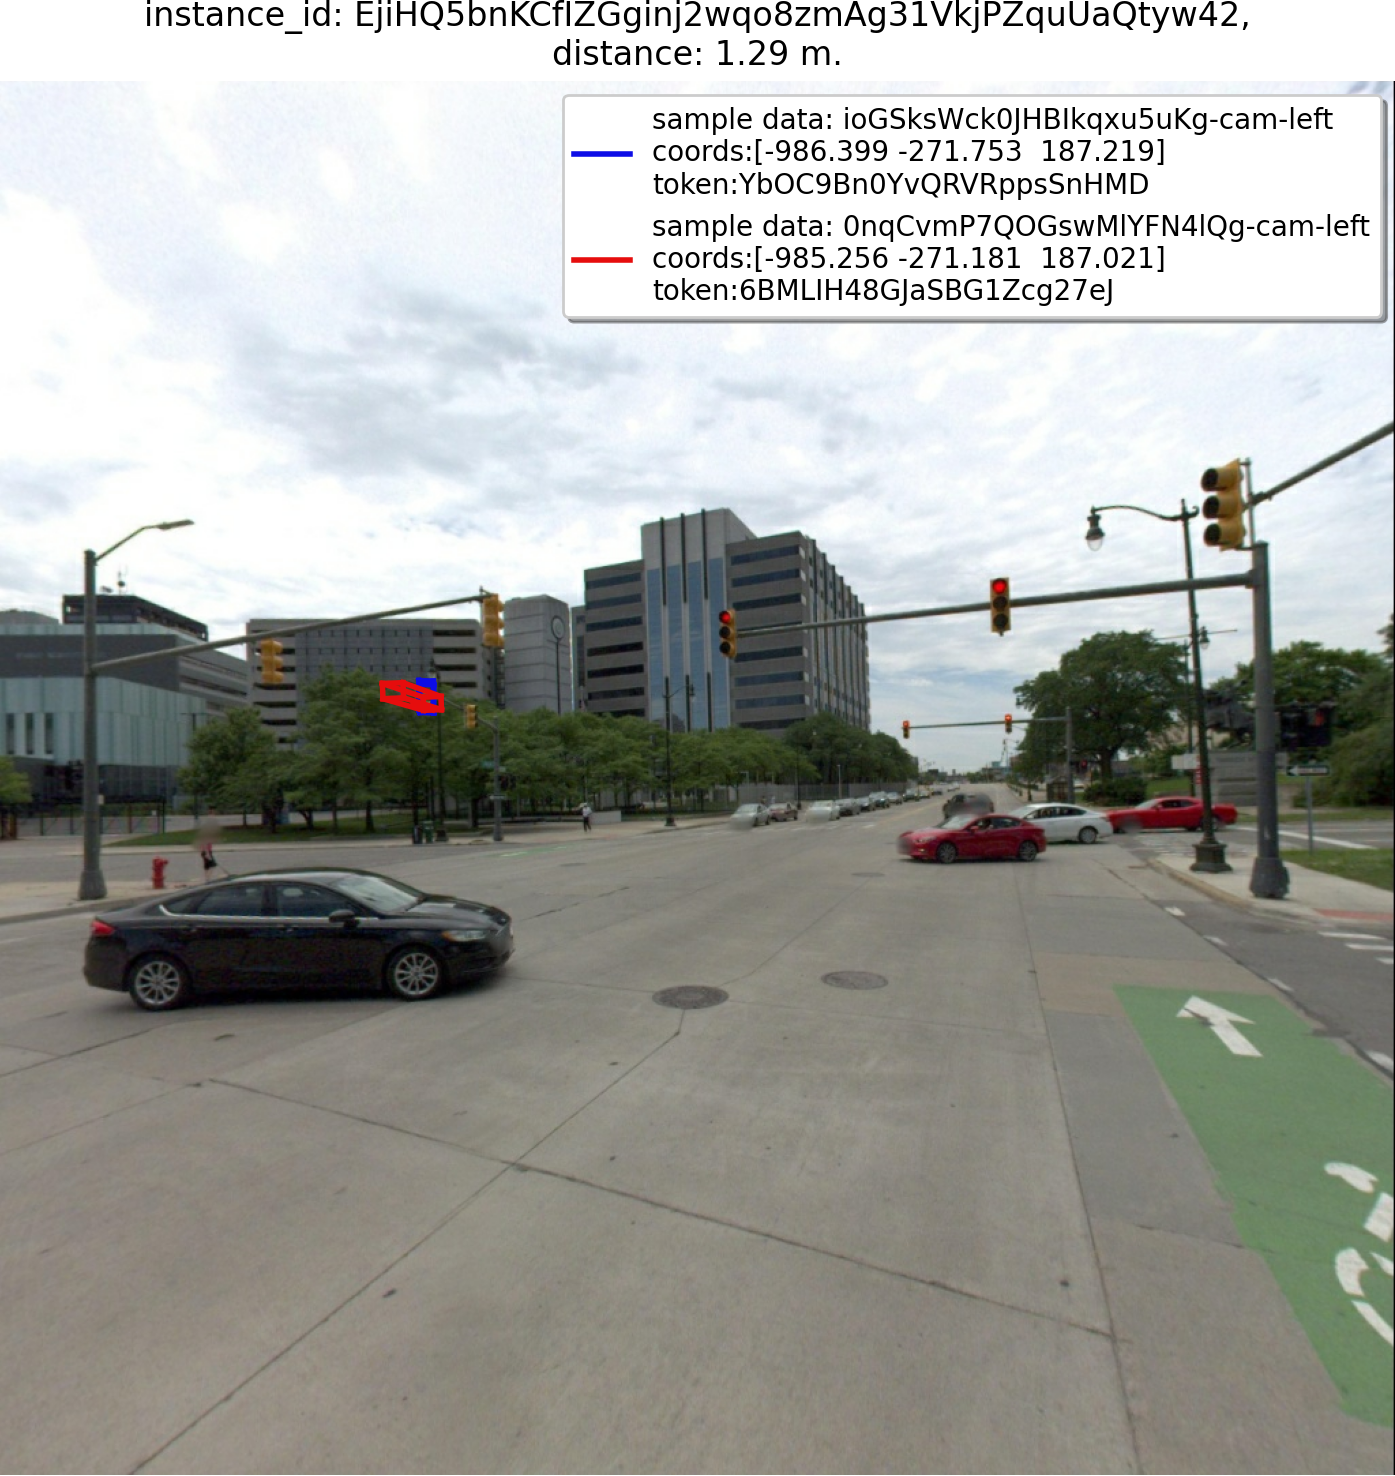 instance_id: EjiHQ5bnKCfIZGginj2wqo8zmAg31VkjPZquUaQtyw42,
distance: 1.29 m.
sample data: ioGSksWck0JHBIkqxu5uKg-cam-left
coords:[-986.399 -271.753  187.219]
token:YbOC9Bn0YvQRVRppsSnHMD
sample data: 0nqCvmP7QOGswMlYFN4lQg-cam-left
coords:[-985.256 -271.181  187.021]
token:6BMLIH48GJaSBG1Zcg27eJ